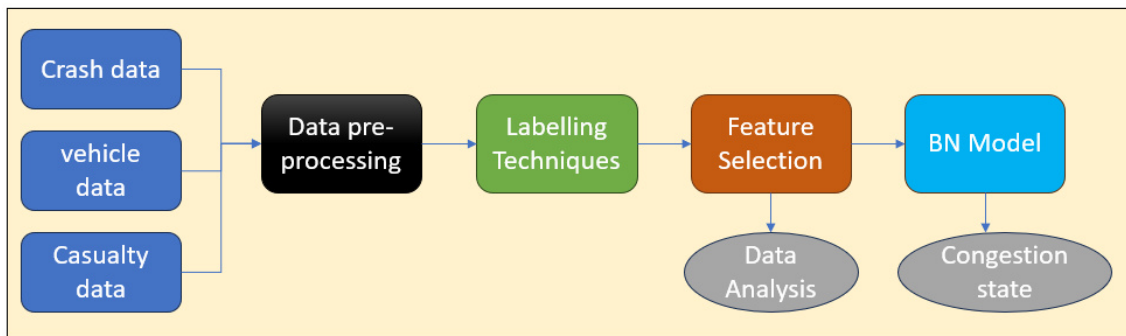 Crash data
vehicle
data
Casualty
data
Data pre-
processing
Labelling
Techniques
Feature
Selection
BN Model
Data
Analysis
Congestion
state